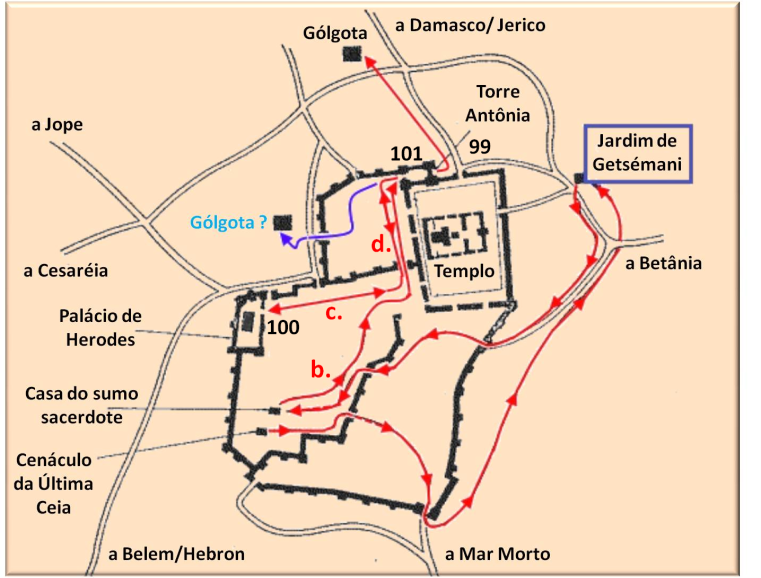 a Damasco/ Jerico
Gólgota
Torre
Antônia
a Jope
101
99
Jardim de
Getsémani
Gólgota ?
d.
a Cesaréia
Templo
a Betânia
Palácio de
Herodes
c.
100
b.
Casa do sumo
sacerdote
Cenáculo
da Última
Ceia
a Belem/Hebron
a Mar Morto